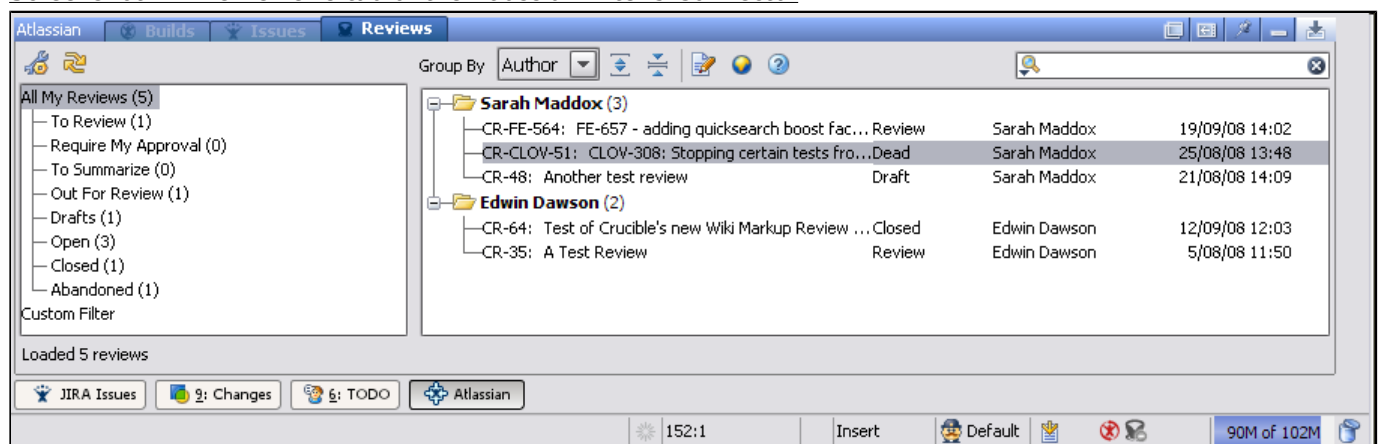 Atlassian Builds Issues Reviews
Group By Author
All My Reviews (5)
To Review (1)
Require My Approval (0)
To Summarize (0)
Out For Review (1)
Drafts (1)
Open (3)
Closed (1)
Abandoned (1)
Custom Filter
Sarah Maddox (3)
CR-FE-564: FE-657 - adding quicksearch boost fac... Review Sarah Maddox 19/09/08 14:02
CR-CLOV-51: CLOV-308: Stopping certain tests fro... Dead Sarah Maddox 25/08/08 13:48
CR-48: Another test review Draft Sarah Maddox 21/08/08 14:09
Edwin Dawson (2)
CR-64: Test of Crucible's new Wiki Markup Review ... Closed Edwin Dawson 12/09/08 12:03
CR-35: A Test Review Review Edwin Dawson 5/08/08 11:50
Loaded 5 reviews
JIRA Issues 9: Changes 6: TODO Atlassian
152:1 Insert Default 90M of 102M